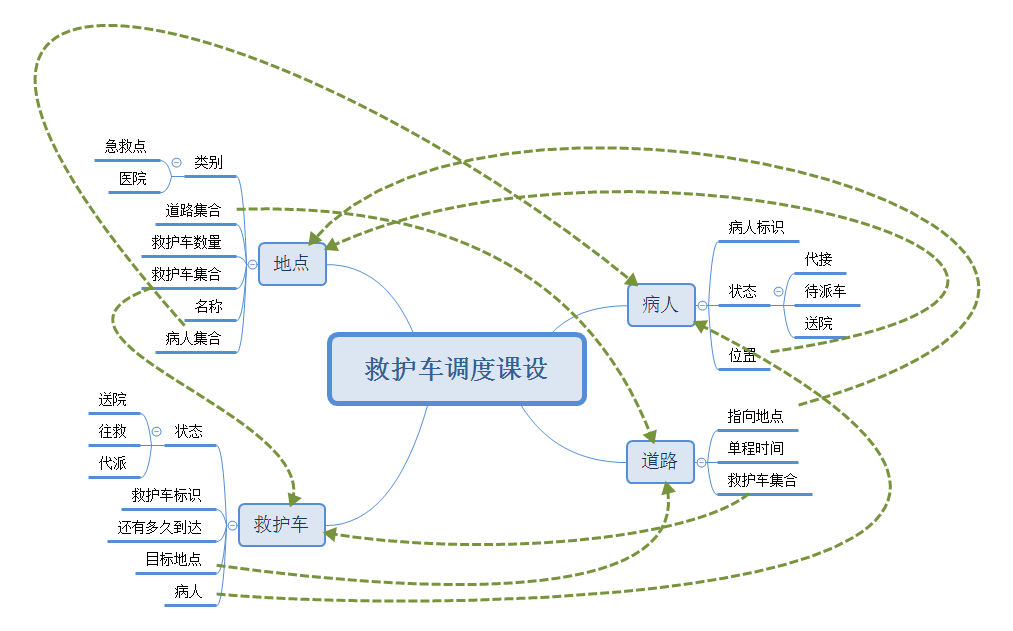 救护车调度课设
地点
类别
急救点
医院
道路集合
救护车数量
救护车集合
名称
病人集合
救护车
状态
送院
往救
代派
救护车标识
还有多久到达
目标地点
病人
病人
病人标识
状态
代接
待派车
送院
位置
道路
指向地点
单程时间
救护车集合